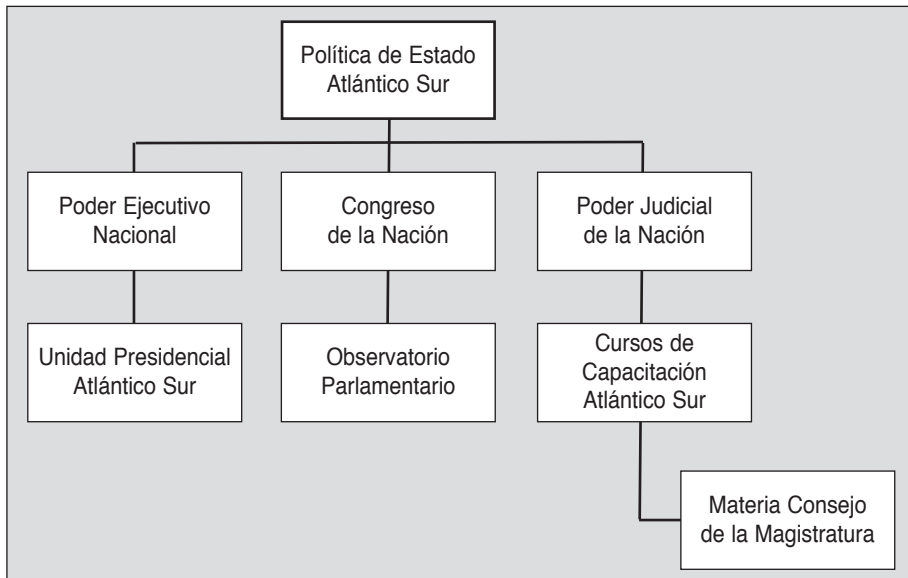 Política de Estado
Atlántico Sur
Poder Ejecutivo
Nacional
Congreso
de la Nación
Poder Judicial
de la Nación
Unidad Presidencial
Atlántico Sur
Observatorio
Parlamentario
Cursos de
Capacitación
Atlántico Sur
Materia Consejo
de la Magistratura